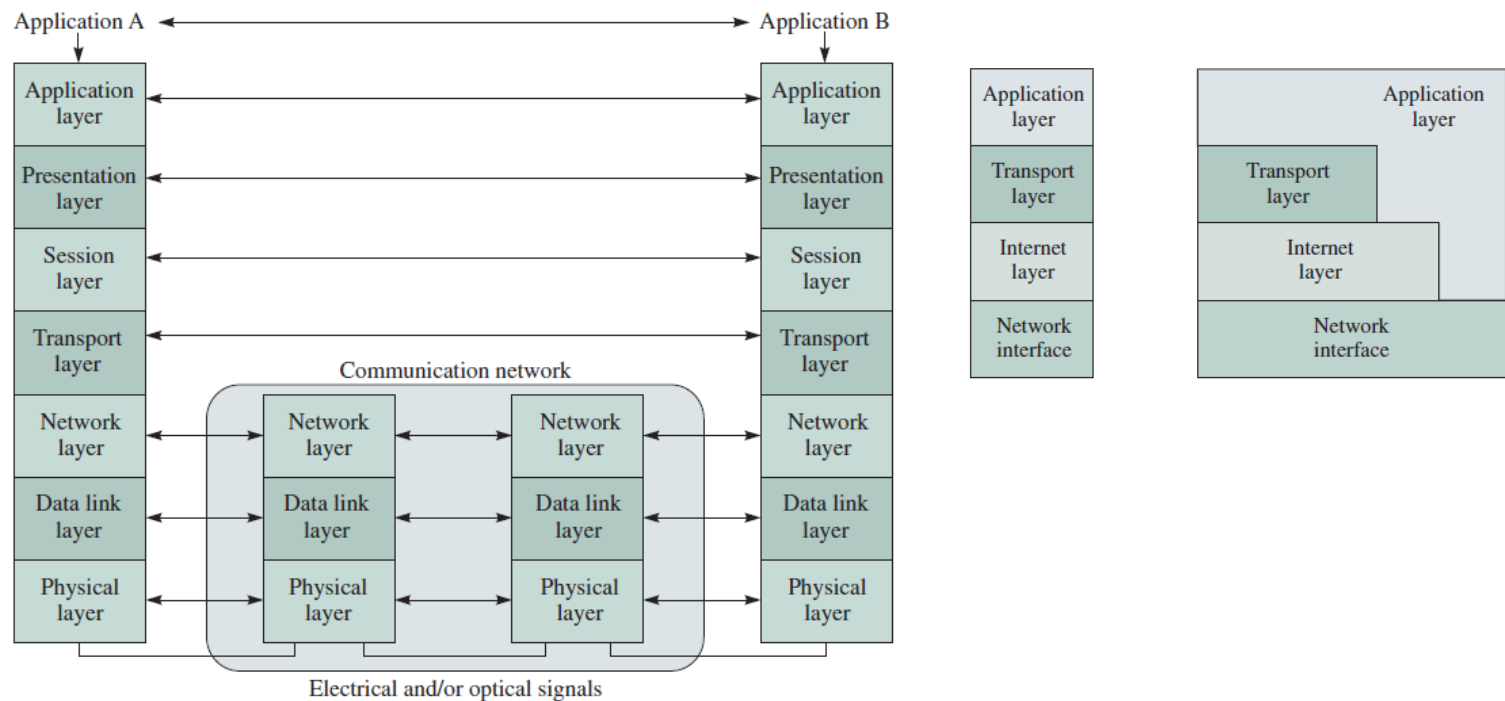 Application A
Application B
Application
layer
Presentation
layer
Session
layer
Transport
layer
Network
layer
Data link
layer
Physical
layer
Communication network
Network
layer
Data link
layer
Physical
layer
Network
layer
Data link
layer
Physical
layer
Electrical and/or optical signals
Application
layer
Presentation
layer
Session
layer
Transport
layer
Network
layer
Data link
layer
Physical
layer
Application
layer
Transport
layer
Internet
layer
Network
interface
Application
layer
Transport
layer
Internet
layer
Network
interface